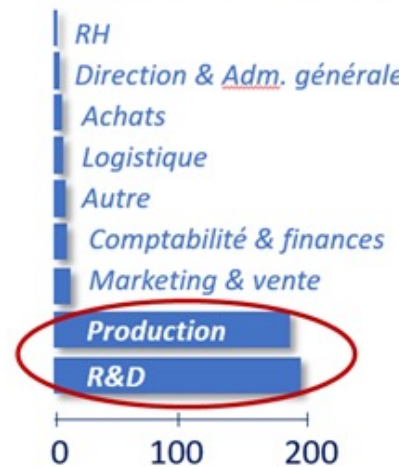 RH
Direction & Adm. générale
Achats
Logistique
Autre
Comptabilité & finances
Marketing & vente
Production
R&D
0 100 200